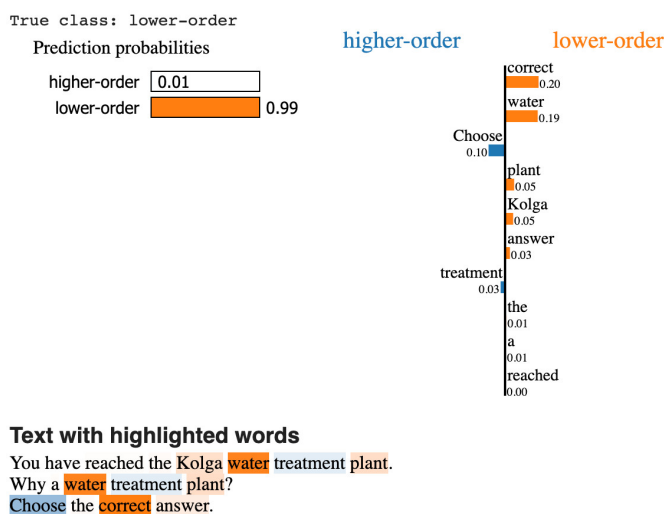 True class: lower-order
Prediction probabilities
higher-order 0.01
lower-order 0.99
higher-order lower-order
correct
0.20
water
0.19
Choose
0.10
plant
0.05
Kolga
0.05
answer
0.03
treatment
0.03
the
0.01
a
0.01
reached
0.00
Text with highlighted words
You have reached the Kolga water treatment plant.
Why a water treatment plant?
Choose the correct answer.